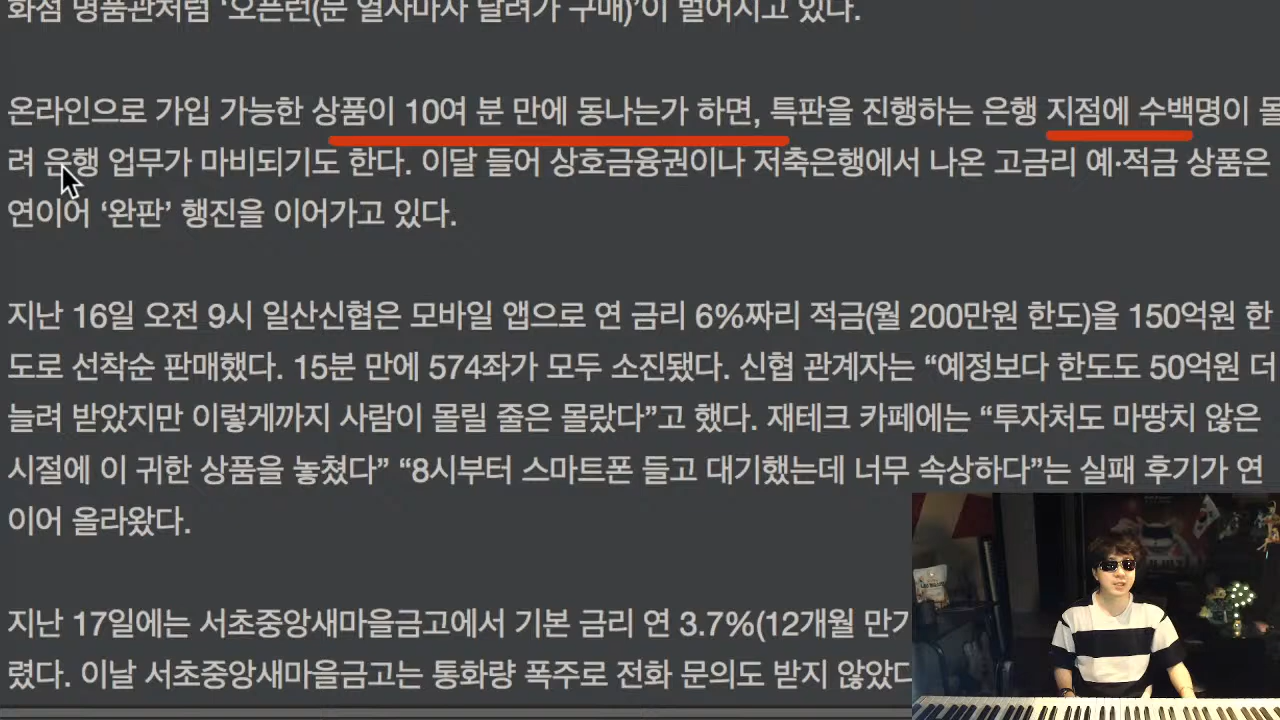 화점 명품관처럼 ‘오픈런(문 열자마자 달려가 구매)’이 벌어지고 있다.
온라인으로 가입 가능한 상품이 10여 분 만에 동나는가 하면, 특판을 진행하는 은행 지점에 수백명이 몰
려 은행 업무가 마비되기도 한다. 이달 들어 상호금융권이나 저축은행에서 나온 고금리 예·적금 상품은
연이어 ‘완판’ 행진을 이어가고 있다.
지난 16일 오전 9시 일산신협은 모바일 앱으로 연 금리 6%짜리 적금(월 200만원 한도)을 150억원 한
도로 선착순 판매했다. 15분 만에 574좌가 모두 소진됐다. 신협 관계자는 “예정보다 한도도 50억원 더
늘려 받았지만 이렇게까지 사람이 몰릴 줄은 몰랐다”고 했다. 재테크 카페에는 “투자처도 마땅치 않은
시절에 이 귀한 상품을 놓쳤다” “8시부터 스마트폰 들고 대기했는데 너무 속상하다”는 실패 후기가 연
이어 올라왔다.
지난 17일에는 서초중앙새마을금고에서 기본 금리 연 3.7%(12개월 만기
렸다. 이날 서초중앙새마을금고는 통화량 폭주로 전화 문의도 받지 않았다